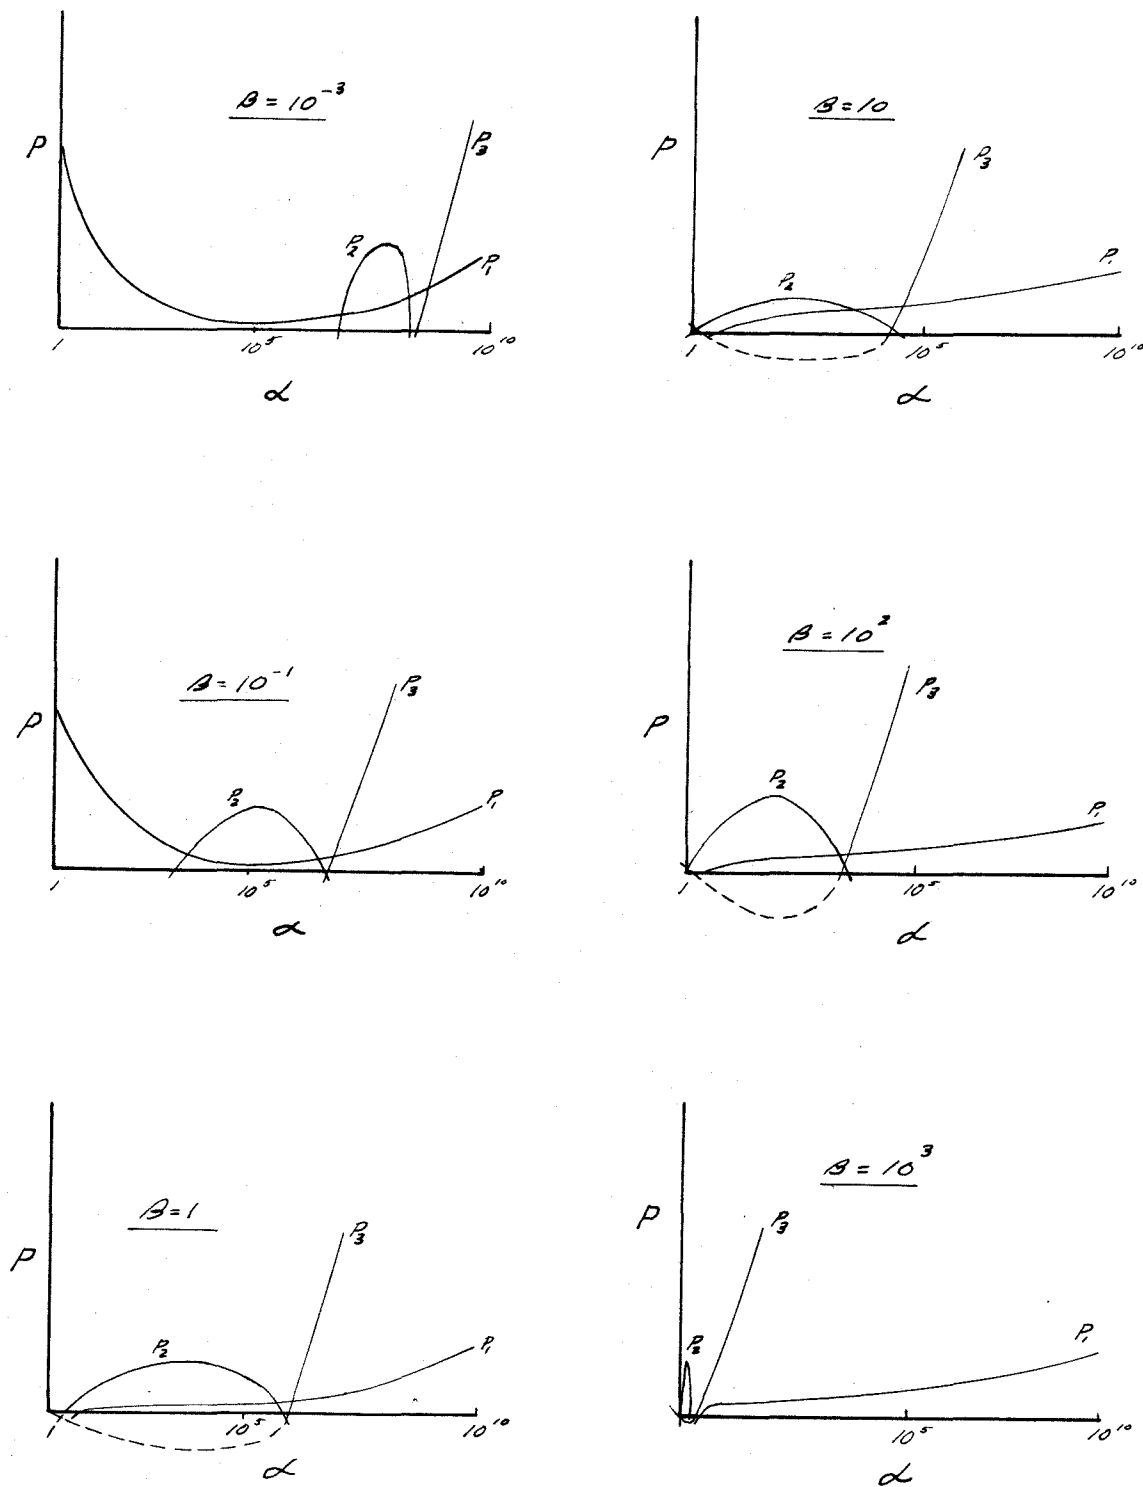 β = 10⁻³
P
P₃
P₂
P₁
1
10⁵
10¹⁰
α
β = 10
P
P₃
P₂
P₁
1
10⁵
10¹⁰
α
β = 10⁻¹
P
P₃
P₂
P₁
1
10⁵
10¹⁰
α
β = 10²
P
P₃
P₂
P₁
1
10⁵
10¹⁰
α
β = 1
P
P₃
P₂
P₁
1
10⁵
10¹⁰
α
β = 10³
P
P₃
P₂
P₁
10⁵
10¹⁰
α